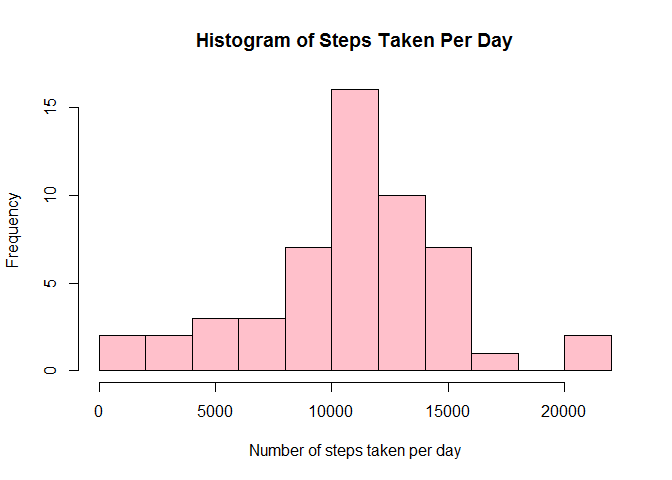 Histogram of Steps Taken Per Day
15
10
5
0
Frequency
0 5000 10000 15000 20000
Number of steps taken per day